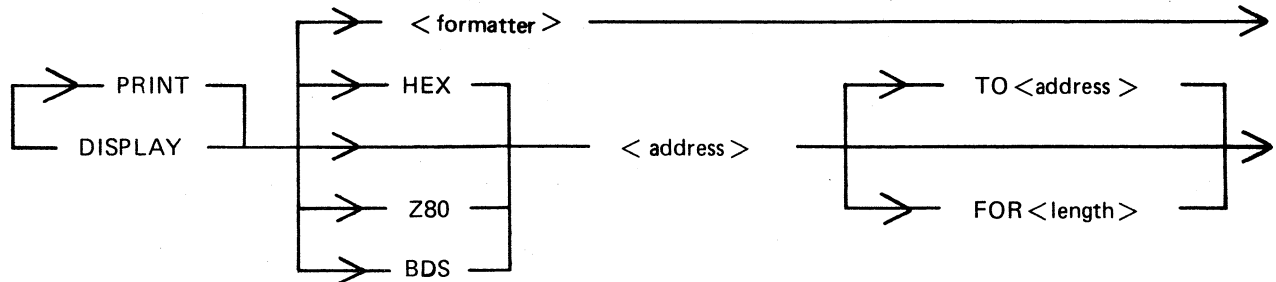 < formatter >
PRINT HEX TO <address >
DISPLAY < address >
Z80 FOR <length>
BDS